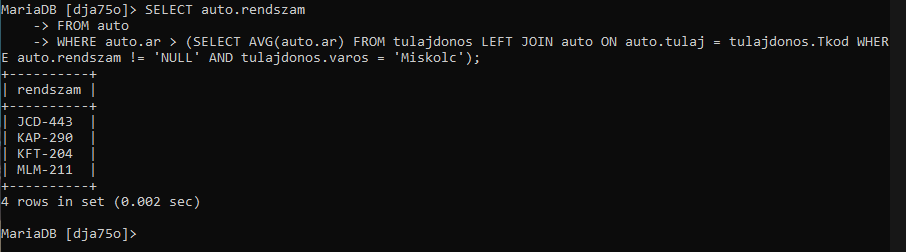 MariaDB [dja75o]> SELECT auto.rendszam
    -> FROM auto
    -> WHERE auto.ar > (SELECT AVG(auto.ar) FROM tulajdonos LEFT JOIN auto ON auto.tulaj = tulajdonos.Tkod WHER
E auto.rendszam != 'NULL' AND tulajdonos.varos = 'Miskolc');
+----------+
| rendszam |
+----------+
| JCD-443  |
| KAP-290  |
| KFT-204  |
| MLM-211  |
+----------+
4 rows in set (0.002 sec)
MariaDB [dja75o]>